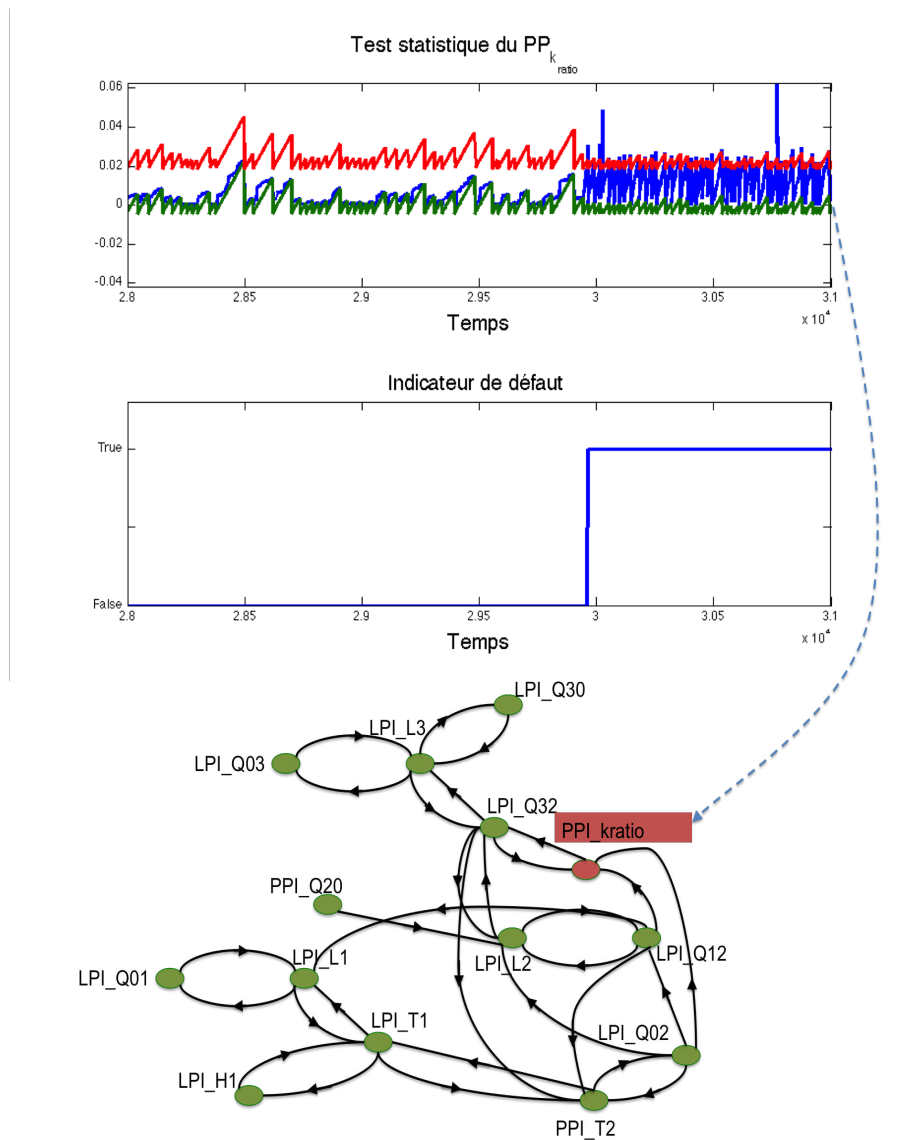 Test statistique du PPkratio
0.06
0.04
0.02
0
-0.02
-0.04
2.8
2.85
2.9
2.95
3
3.05
3.1
Temps
x 10⁴
Indicateur de défaut
True
False
2.8
2.85
2.9
2.95
3
3.05
3.1
Temps
x 10⁴
LPI_Q30
LPI_L3
LPI_Q03
LPI_Q32
PPI_kratio
PPI_Q20
LPI_L1
LPI_L2
LPI_Q12
LPI_Q01
LPI_T1
LPI_Q02
LPI_H1
PPI_T2